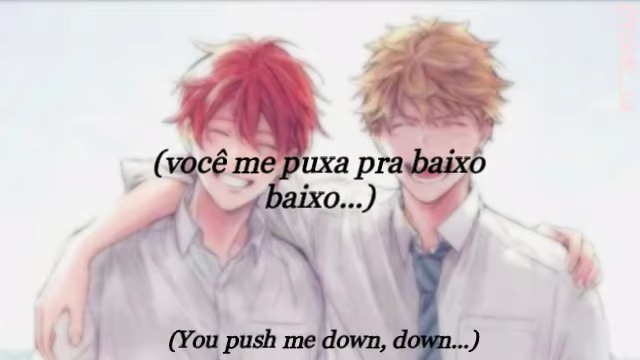 (você me puxa pra baixo
baixo...)
(You push me down, down...)